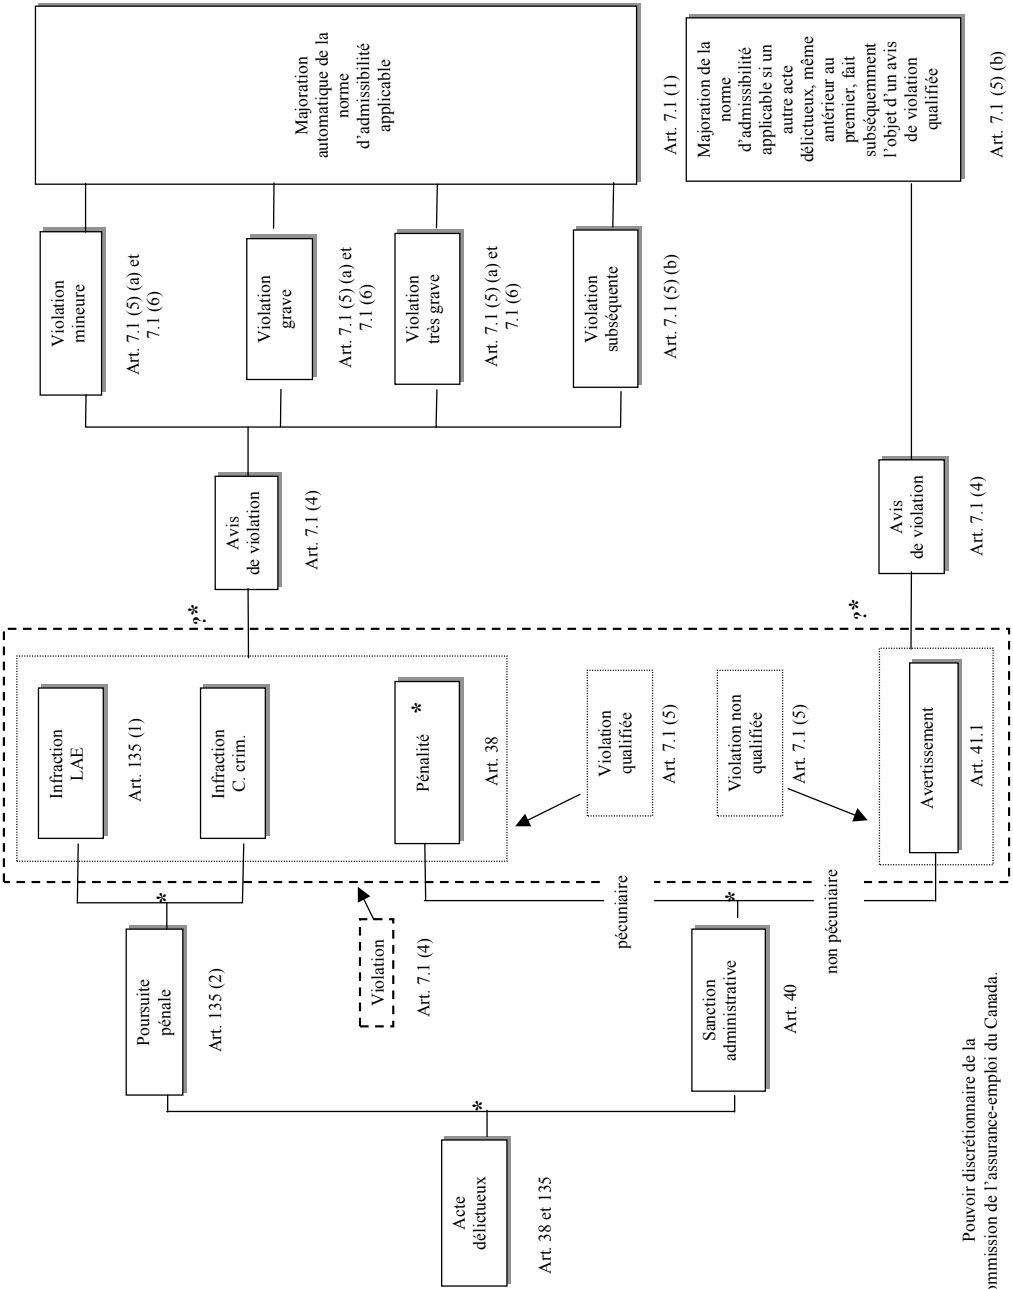 Acte
délictueux
Art. 38 et 135
*
Poursuite
pénale
Art. 135 (2)
*
Sanction
administrative
Art. 40
*
pécuniaire
non pécuniaire
Violation
Art. 7.1 (4)
Infraction
LAE
Art. 135 (1)
Infraction
C. crim.
Pénalité *
Art. 38
Violation
qualifiée
Art. 7.1 (5)
Violation non
qualifiée
Art. 7.1 (5)
Avertissement
Art. 41.1
?*
Avis
de violation
Art. 7.1 (4)
?*
Avis
de violation
Art. 7.1 (4)
Violation
mineure
Art. 7.1 (5) (a) et
7.1 (6)
Violation
grave
Art. 7.1 (5) (a) et
7.1 (6)
Violation
très grave
Art. 7.1 (5) (a) et
7.1 (6)
Violation
subséquente
Art. 7.1 (5) (b)
Majoration
automatique de la
norme
d'admissibilité
applicable
Art. 7.1 (1)
Majoration de la
norme
d'admissibilité
applicable si un
autre acte
délictueux, même
antérieur au
premier, fait
subséquemment
l'objet d'un avis
de violation
qualifiée
Art. 7.1 (5) (b)
Pouvoir discrétionnaire de la
ommission de l'assurance-emploi du Canada.